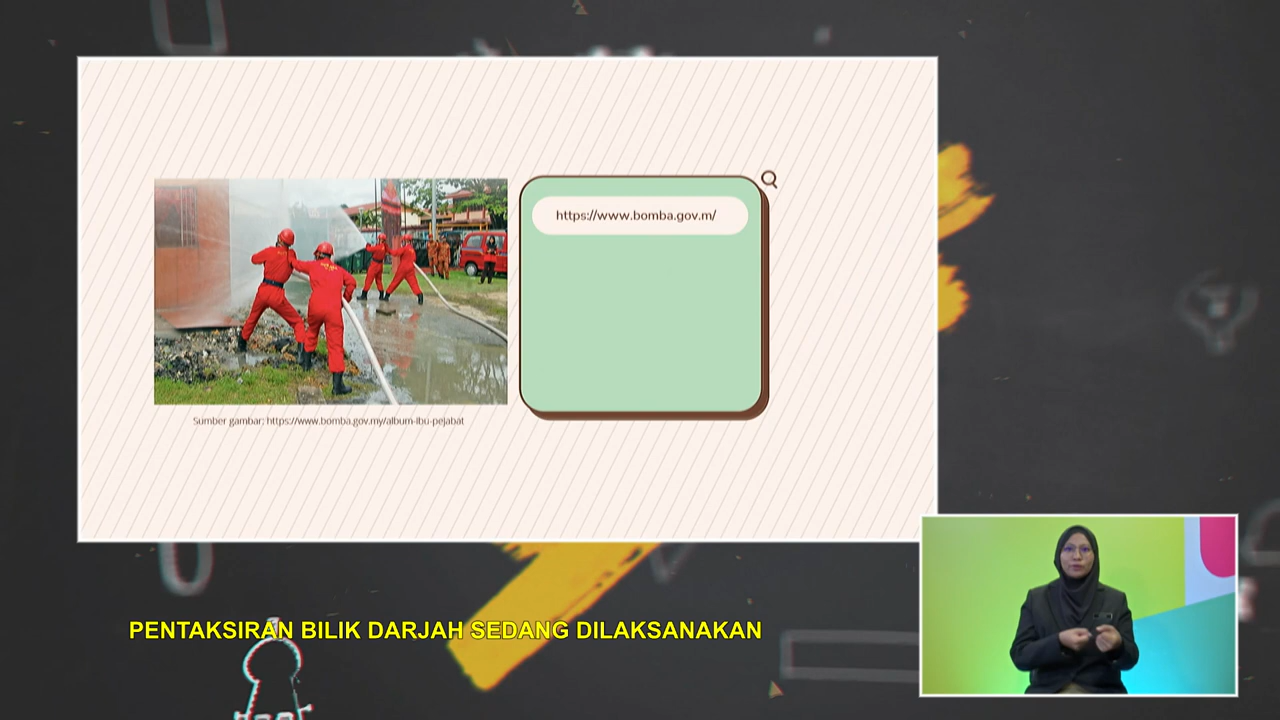 https://www.bomba.gov.m/
Sumber gambar: https://www.bomba.gov.my/album-ibu-pejabat
PENTAKSIRAN BILIK DARJAH SEDANG DILAKSANAKAN